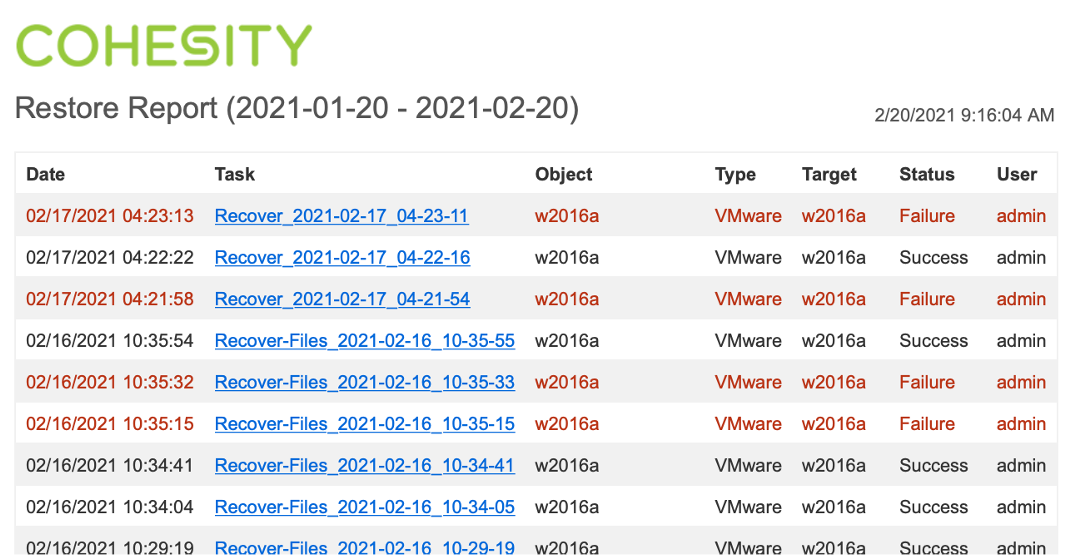 COHESITY
Restore Report (2021-01-20 - 2021-02-20)
2/20/2021 9:16:04 AM
Date Task Object Type Target Status User
02/17/2021 04:23:13 Recover_2021-02-17_04-23-11 w2016a VMware w2016a Failure admin
02/17/2021 04:22:22 Recover_2021-02-17_04-22-16 w2016a VMware w2016a Success admin
02/17/2021 04:21:58 Recover_2021-02-17_04-21-54 w2016a VMware w2016a Failure admin
02/16/2021 10:35:54 Recover-Files_2021-02-16_10-35-55 w2016a VMware w2016a Success admin
02/16/2021 10:35:32 Recover-Files_2021-02-16_10-35-33 w2016a VMware w2016a Failure admin
02/16/2021 10:35:15 Recover-Files_2021-02-16_10-35-15 w2016a VMware w2016a Failure admin
02/16/2021 10:34:41 Recover-Files_2021-02-16_10-34-41 w2016a VMware w2016a Success admin
02/16/2021 10:34:04 Recover-Files_2021-02-16_10-34-05 w2016a VMware w2016a Success admin
02/16/2021 10:29:19 Recover-Files_2021-02-16_10-29-19 w2016a VMware w2016a Success admin